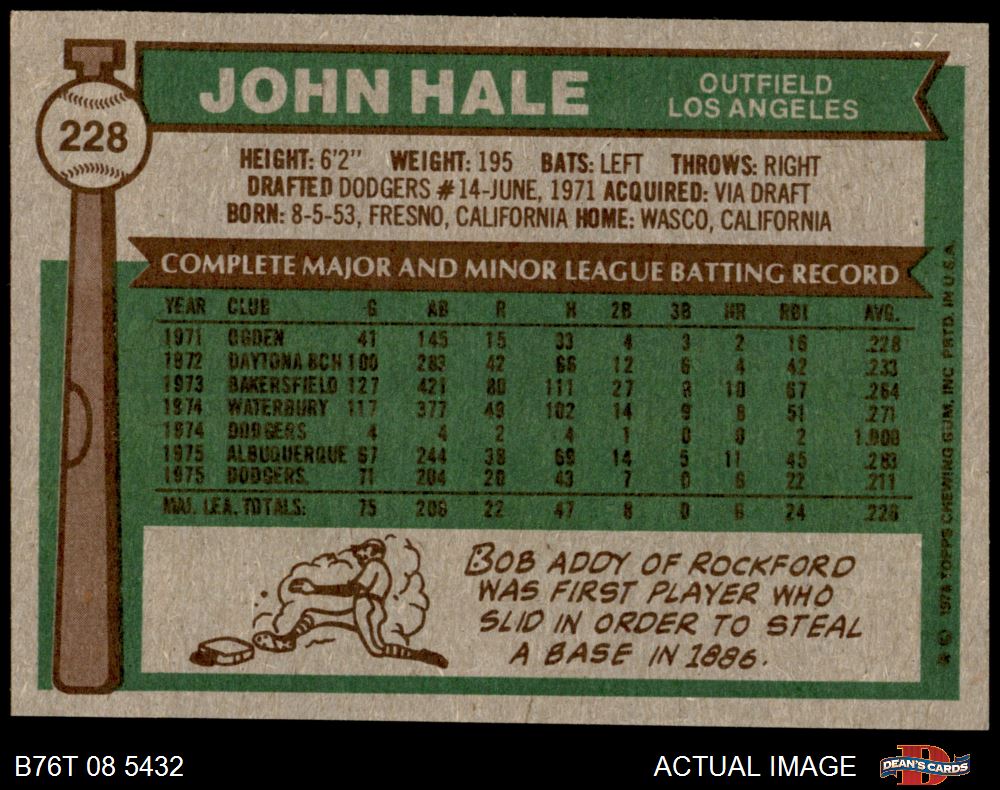 228
JOHN HALE
OUTFIELD
LOS ANGELES
HEIGHT: 6'2" WEIGHT: 195 BATS: LEFT THROWS: RIGHT
DRAFTED DODGERS #14-JUNE, 1971 ACQUIRED: VIA DRAFT
BORN: 8-5-53, FRESNO, CALIFORNIA HOME: WASCO, CALIFORNIA
COMPLETE MAJOR AND MINOR LEAGUE BATTING RECORD
YEAR CLUB G AB R H 2B 3B HR RBI AVG.
1971 OGDEN 41 145 15 33 4 3 2 16 .228
1972 DAYTONA BCH 100 283 42 66 12 6 4 42 .233
1973 BAKERSFIELD 127 421 80 111 27 8 10 67 .264
1974 WATERBURY 117 377 49 102 14 9 8 51 .271
1974 DODGERS 4 4 2 4 1 0 0 2 1.000
1975 ALBUQUERQUE 67 244 38 69 14 5 11 45 .283
1975 DODGERS 71 204 20 43 7 0 6 22 .211
MAJ. LEA. TOTALS: 75 208 22 47 8 0 6 24 .226
BOB ADDY OF ROCKFORD
WAS FIRST PLAYER WHO
SLID IN ORDER TO STEAL
A BASE IN 1886.
© 1976 TOPPS CHEWING GUM, INC PRTD. IN U.S.A.
B76T 08 5432
ACTUAL IMAGE
D
DEAN'S CARDS